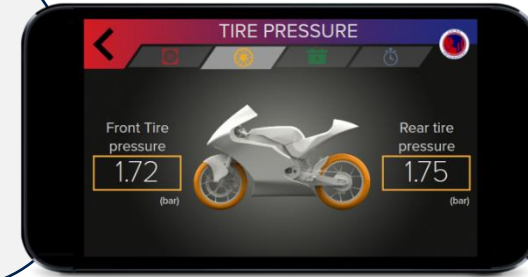 TIRE PRESSURE
Front Tire
pressure
1.72
(bar)
Rear tire
pressure
1.75
(bar)